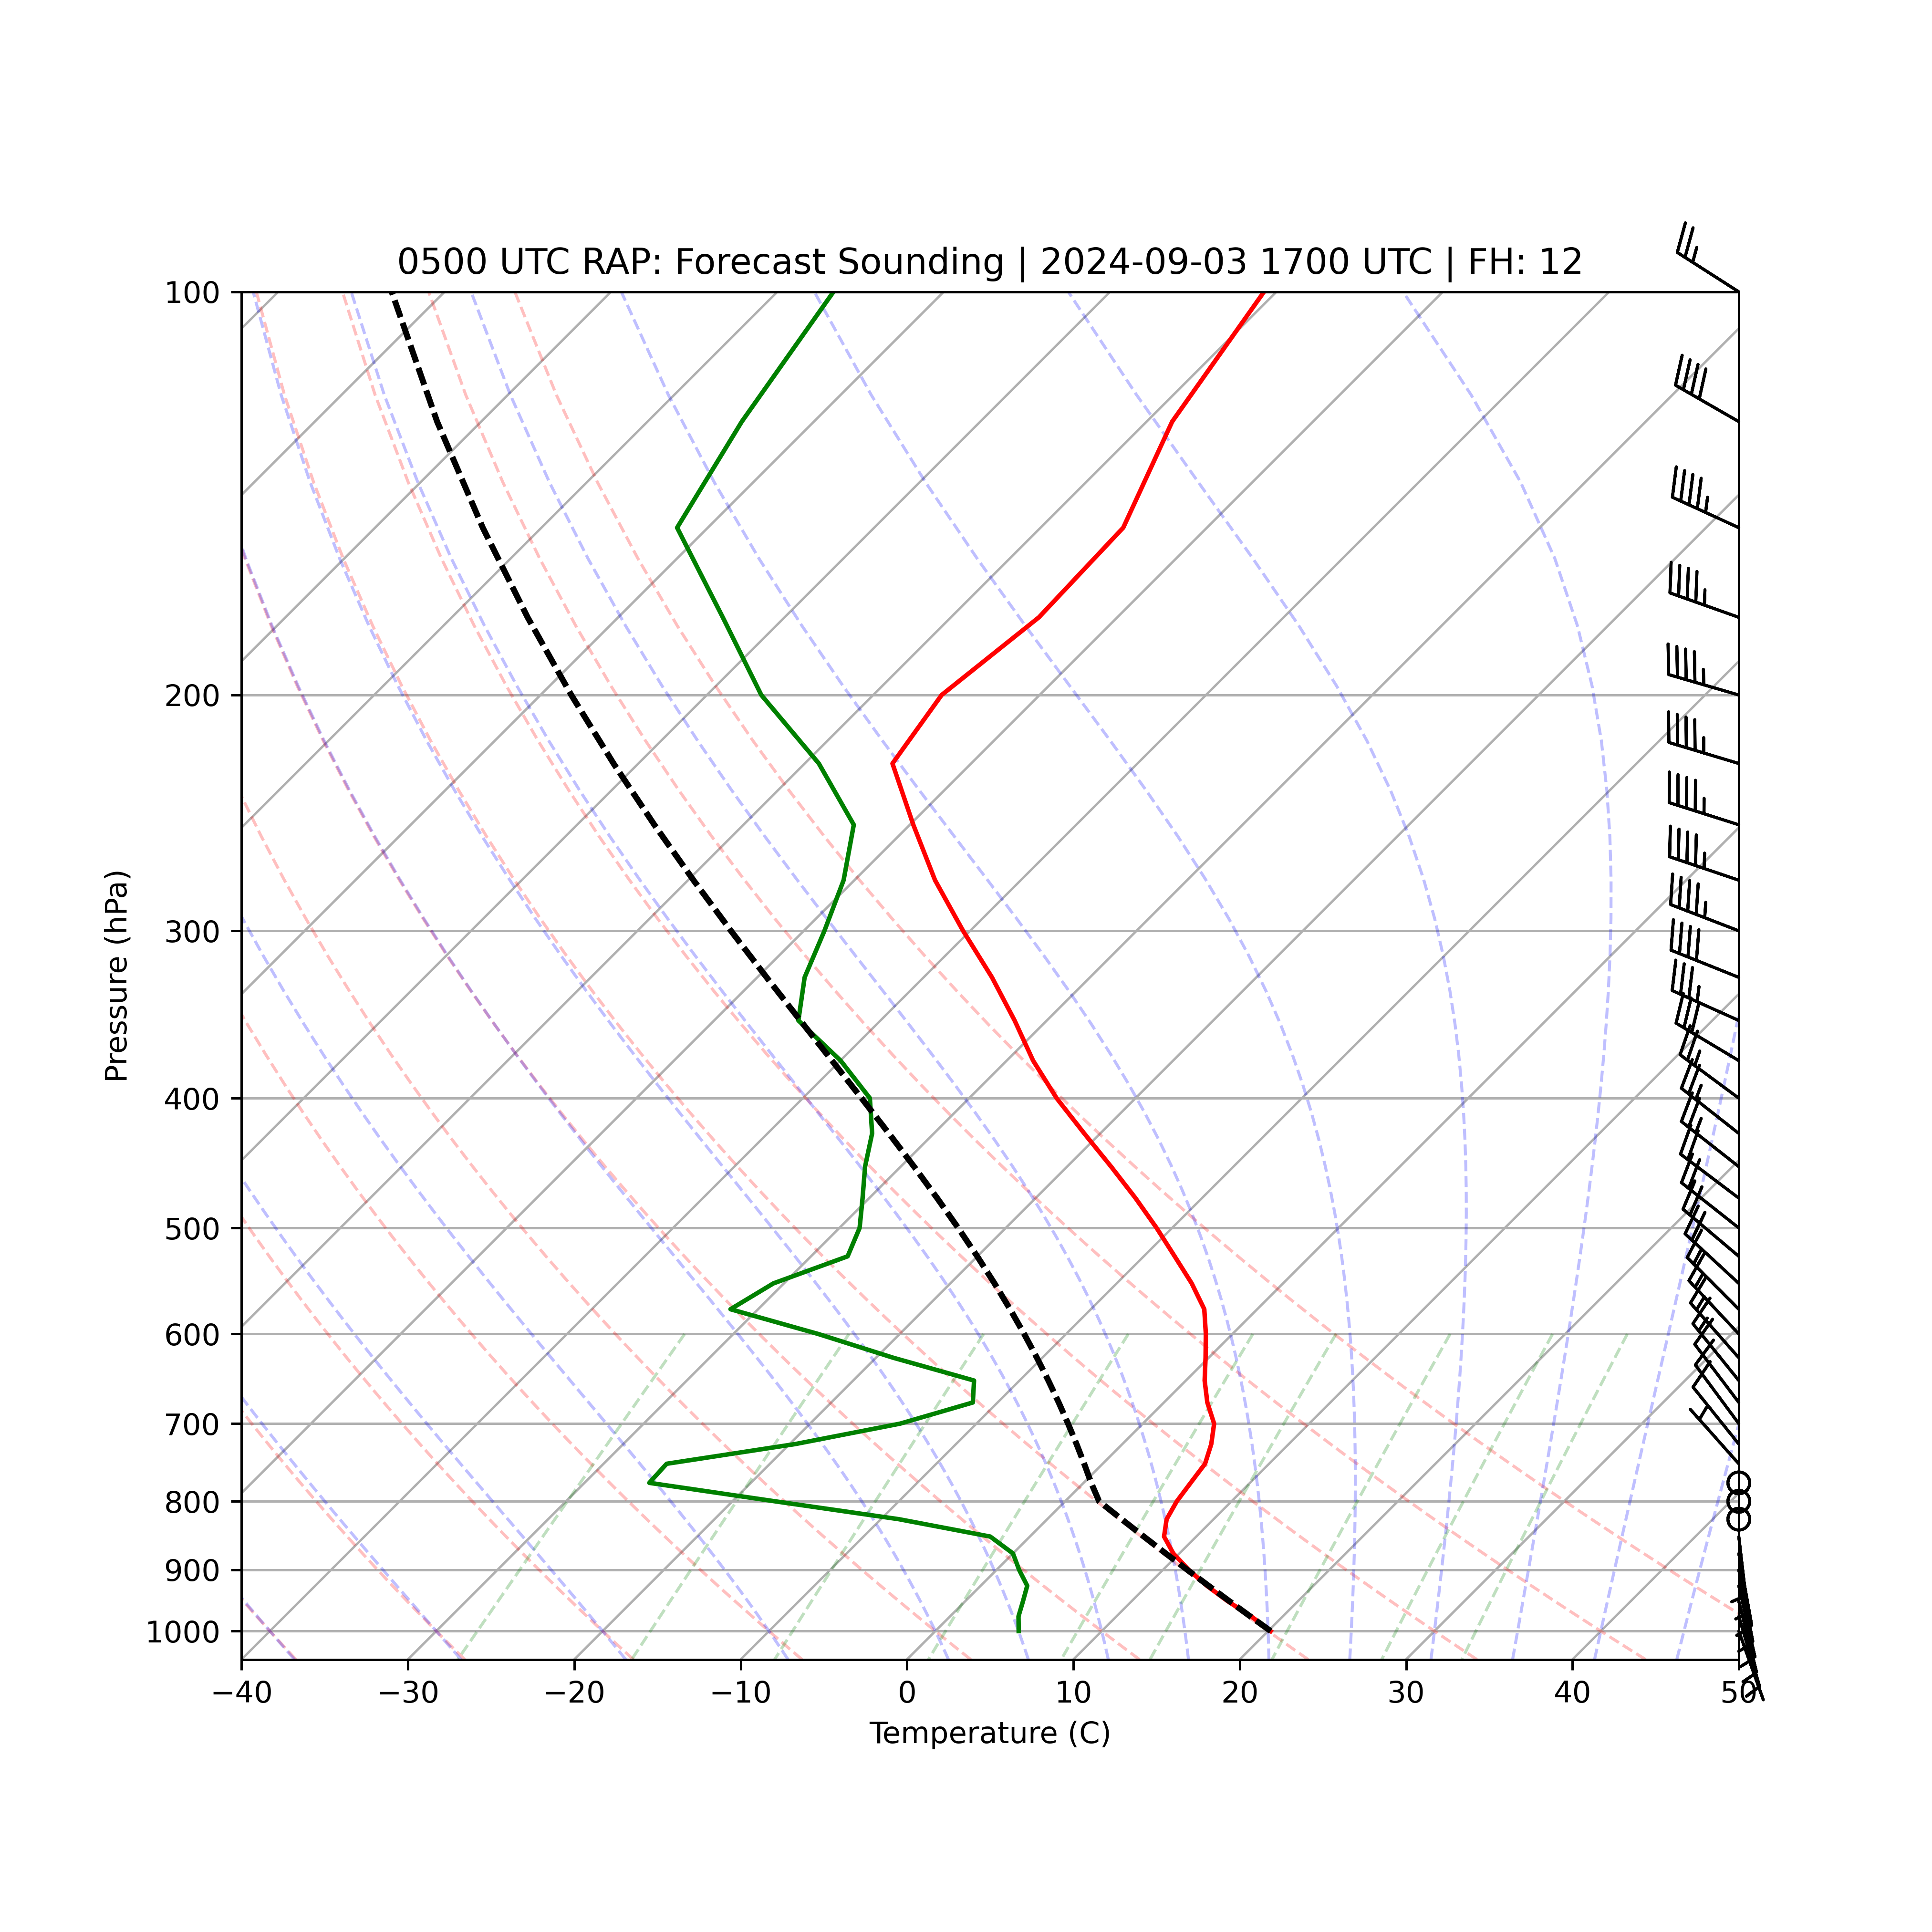 0500 UTC RAP: Forecast Sounding | 2024-09-03 1700 UTC | FH: 12
100
200
300
400
500
600
700
800
900
1000
Pressure (hPa)
−40 −30 −20 −10 0 10 20 30 40 50
Temperature (C)